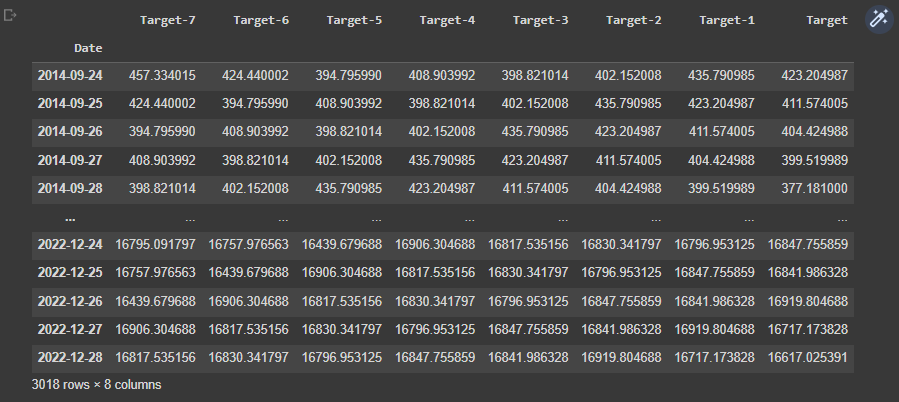 Target-7 Target-6 Target-5 Target-4 Target-3 Target-2 Target-1 Target
Date
2014-09-24 457.334015 424.440002 394.795990 408.903992 398.821014 402.152008 435.790985 423.204987
2014-09-25 424.440002 394.795990 408.903992 398.821014 402.152008 435.790985 423.204987 411.574005
2014-09-26 394.795990 408.903992 398.821014 402.152008 435.790985 423.204987 411.574005 404.424988
2014-09-27 408.903992 398.821014 402.152008 435.790985 423.204987 411.574005 404.424988 399.519989
2014-09-28 398.821014 402.152008 435.790985 423.204987 411.574005 404.424988 399.519989 377.181000
... ... ... ... ... ... ... ... ...
2022-12-24 16795.091797 16757.976563 16439.679688 16906.304688 16817.535156 16830.341797 16796.953125 16847.755859
2022-12-25 16757.976563 16439.679688 16906.304688 16817.535156 16830.341797 16796.953125 16847.755859 16841.986328
2022-12-26 16439.679688 16906.304688 16817.535156 16830.341797 16796.953125 16847.755859 16841.986328 16919.804688
2022-12-27 16906.304688 16817.535156 16830.341797 16796.953125 16847.755859 16841.986328 16919.804688 16717.173828
2022-12-28 16817.535156 16830.341797 16796.953125 16847.755859 16841.986328 16919.804688 16717.173828 16617.025391
3018 rows × 8 columns